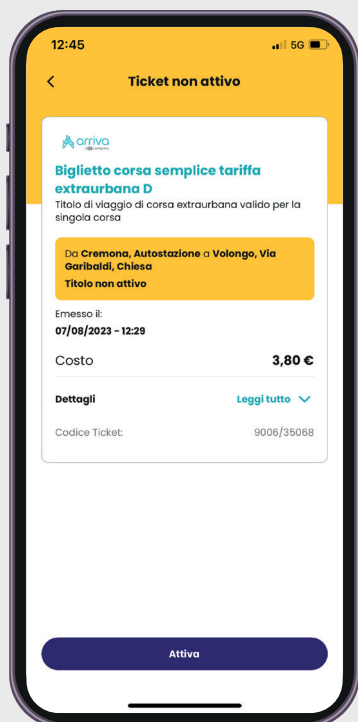 12:45
5G
Ticket non attivo
arriva
Biglietto corsa semplice tariffa
extraurbana D
Titolo di viaggio di corsa extraurbana valido per la
singola corsa
Da Cremona, Autostazione a Volongo, Via
Garibaldi, Chiesa
Titolo non attivo
Emesso il:
07/08/2023 - 12:29
Costo 3,80 €
Dettagli Leggi tutto
Codice Ticket: 9006/35068
Attiva